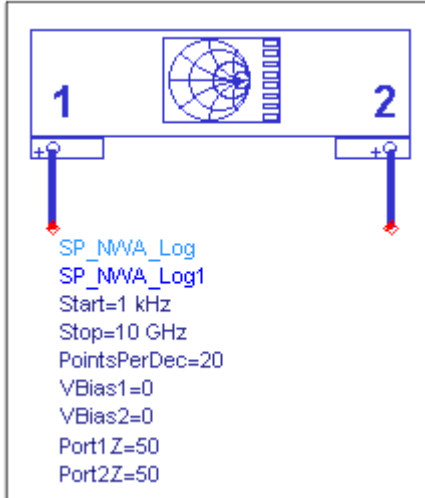 1 2
+ +
SP_NWA_Log
SP_NWA_Log1
Start=1 kHz
Stop=10 GHz
PointsPerDec=20
VBias1=0
VBias2=0
Port1Z=50
Port2Z=50